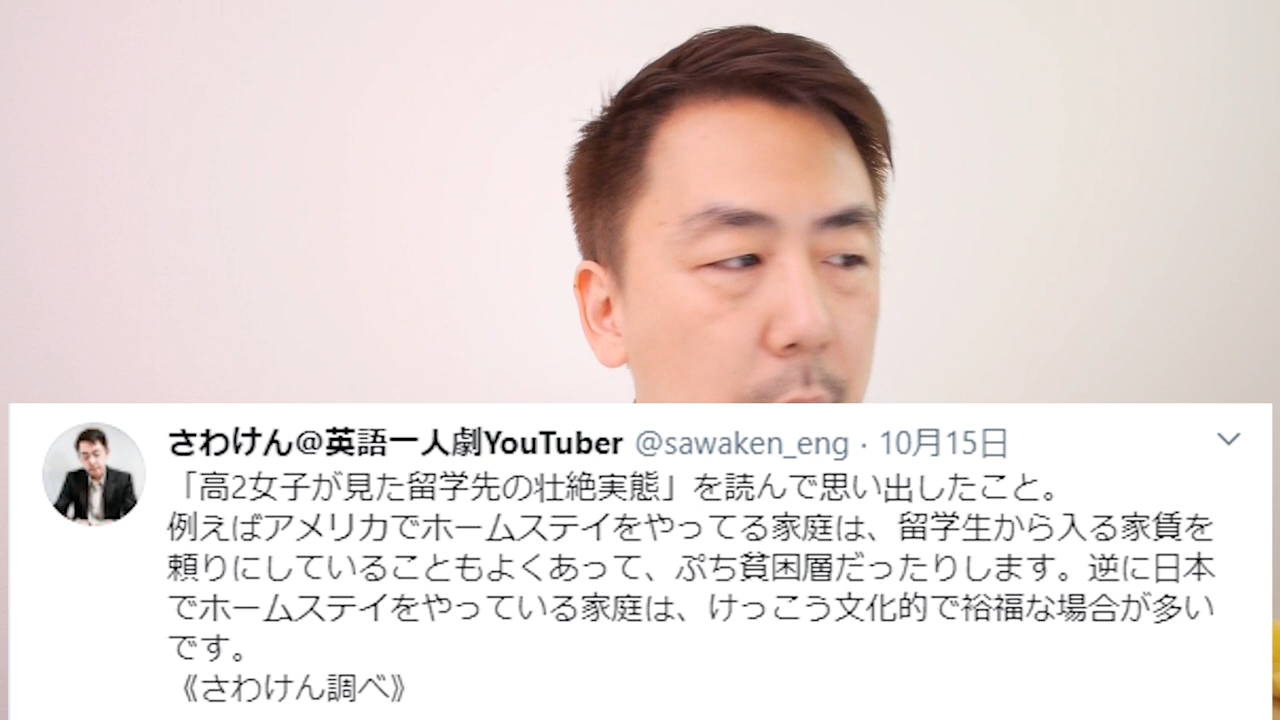 さわけん@英語一人劇YouTuber @sawaken_eng · 10月15日
「高2女子が見た留学先の壮絶実態」を読んで思い出したこと。
例えばアメリカでホームステイをやってる家庭は、留学生から入る家賃を
頼りにしていることもよくあって、ぷち貧困層だったりします。逆に日本
でホームステイをやっている家庭は、けっこう文化的で裕福な場合が多い
です。
《さわけん調べ》